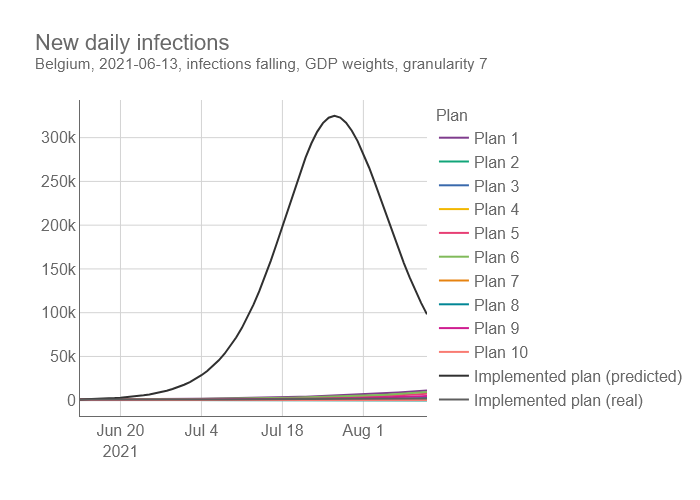 New daily infections
Belgium, 2021-06-13, infections falling, GDP weights, granularity 7
300k
250k
200k
150k
100k
50k
0
Jun 20
2021
Jul 4
Jul 18
Aug 1
Plan
Plan 1
Plan 2
Plan 3
Plan 4
Plan 5
Plan 6
Plan 7
Plan 8
Plan 9
Plan 10
Implemented plan (predicted)
Implemented plan (real)